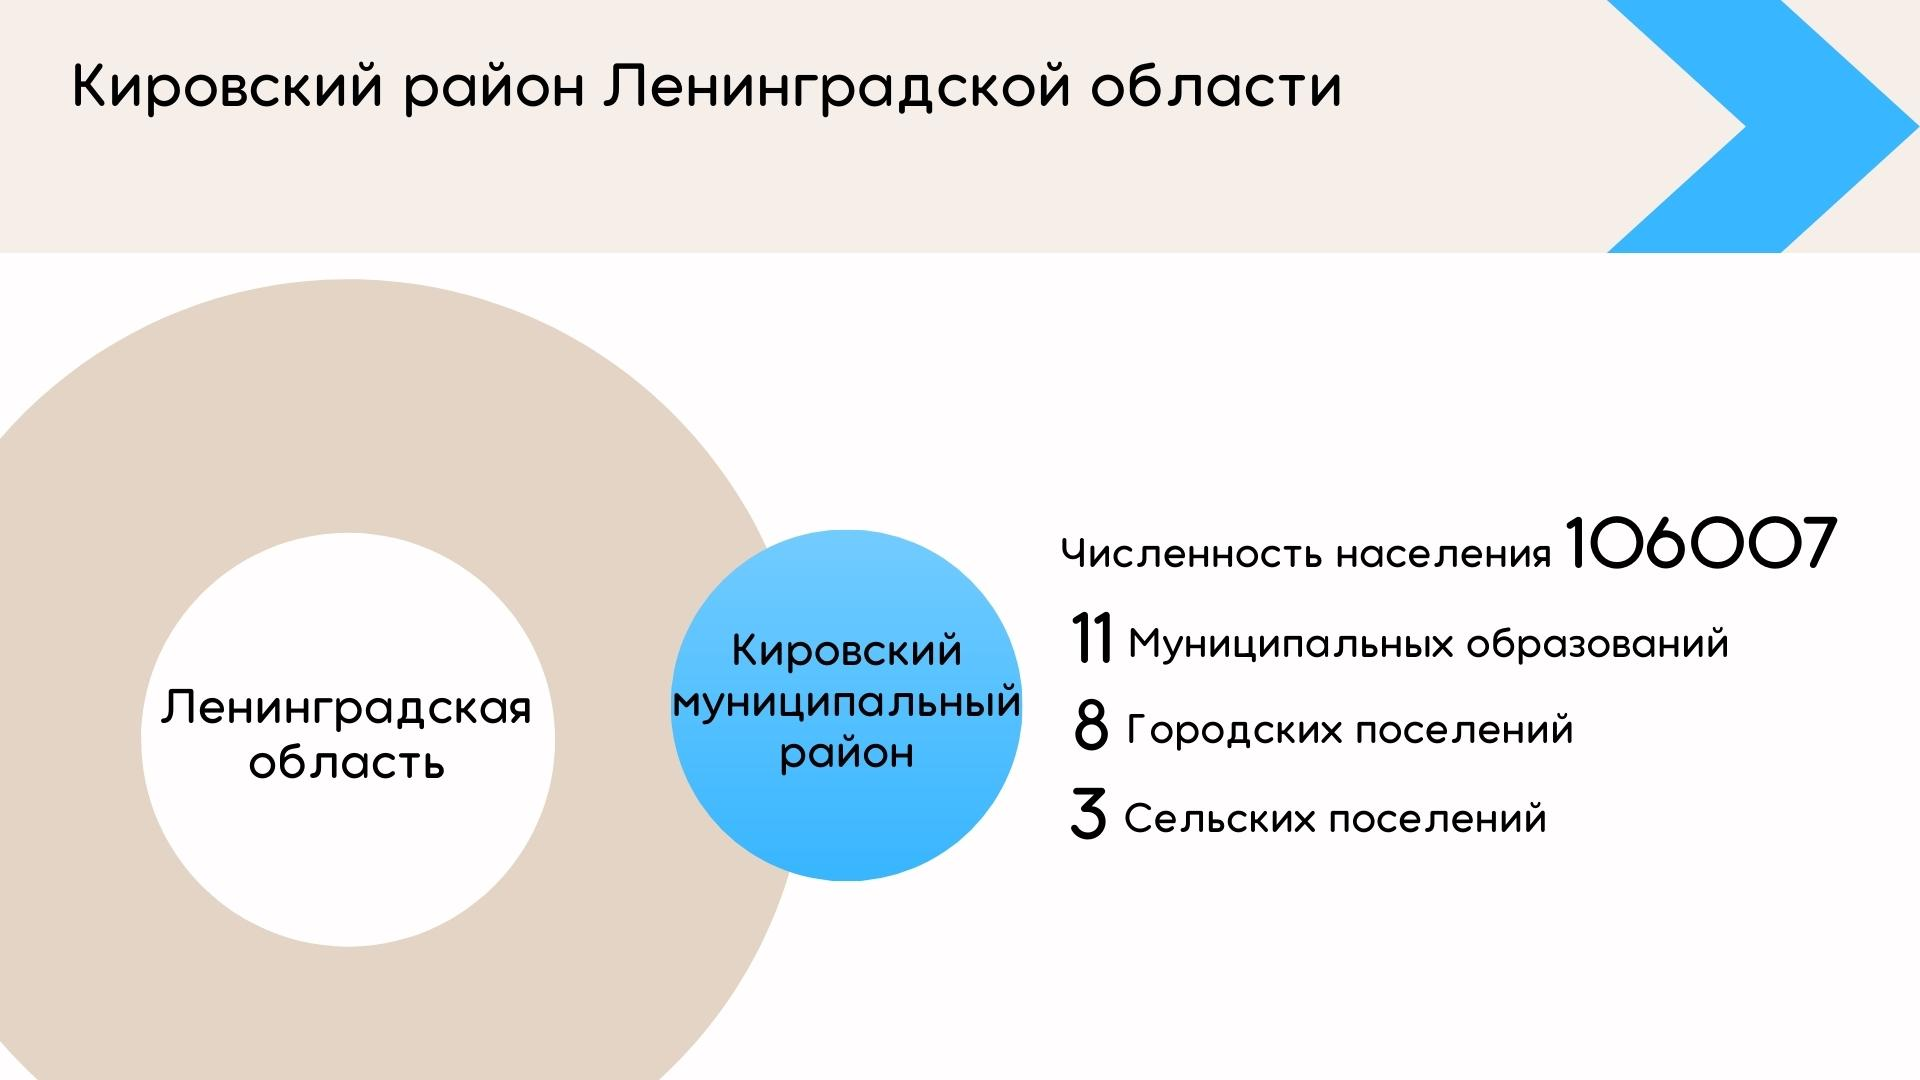 Кировский район Ленинградской области
Ленинградская
область
Кировский
муниципальный
район
Численность населения 106007
11 Муниципальных образований
8 Городских поселений
3 Сельских поселений